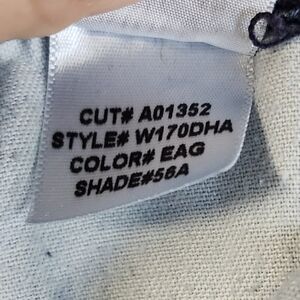 CUT# A01352
STYLE# W170DHA
COLOR# EAG
SHADE#56A